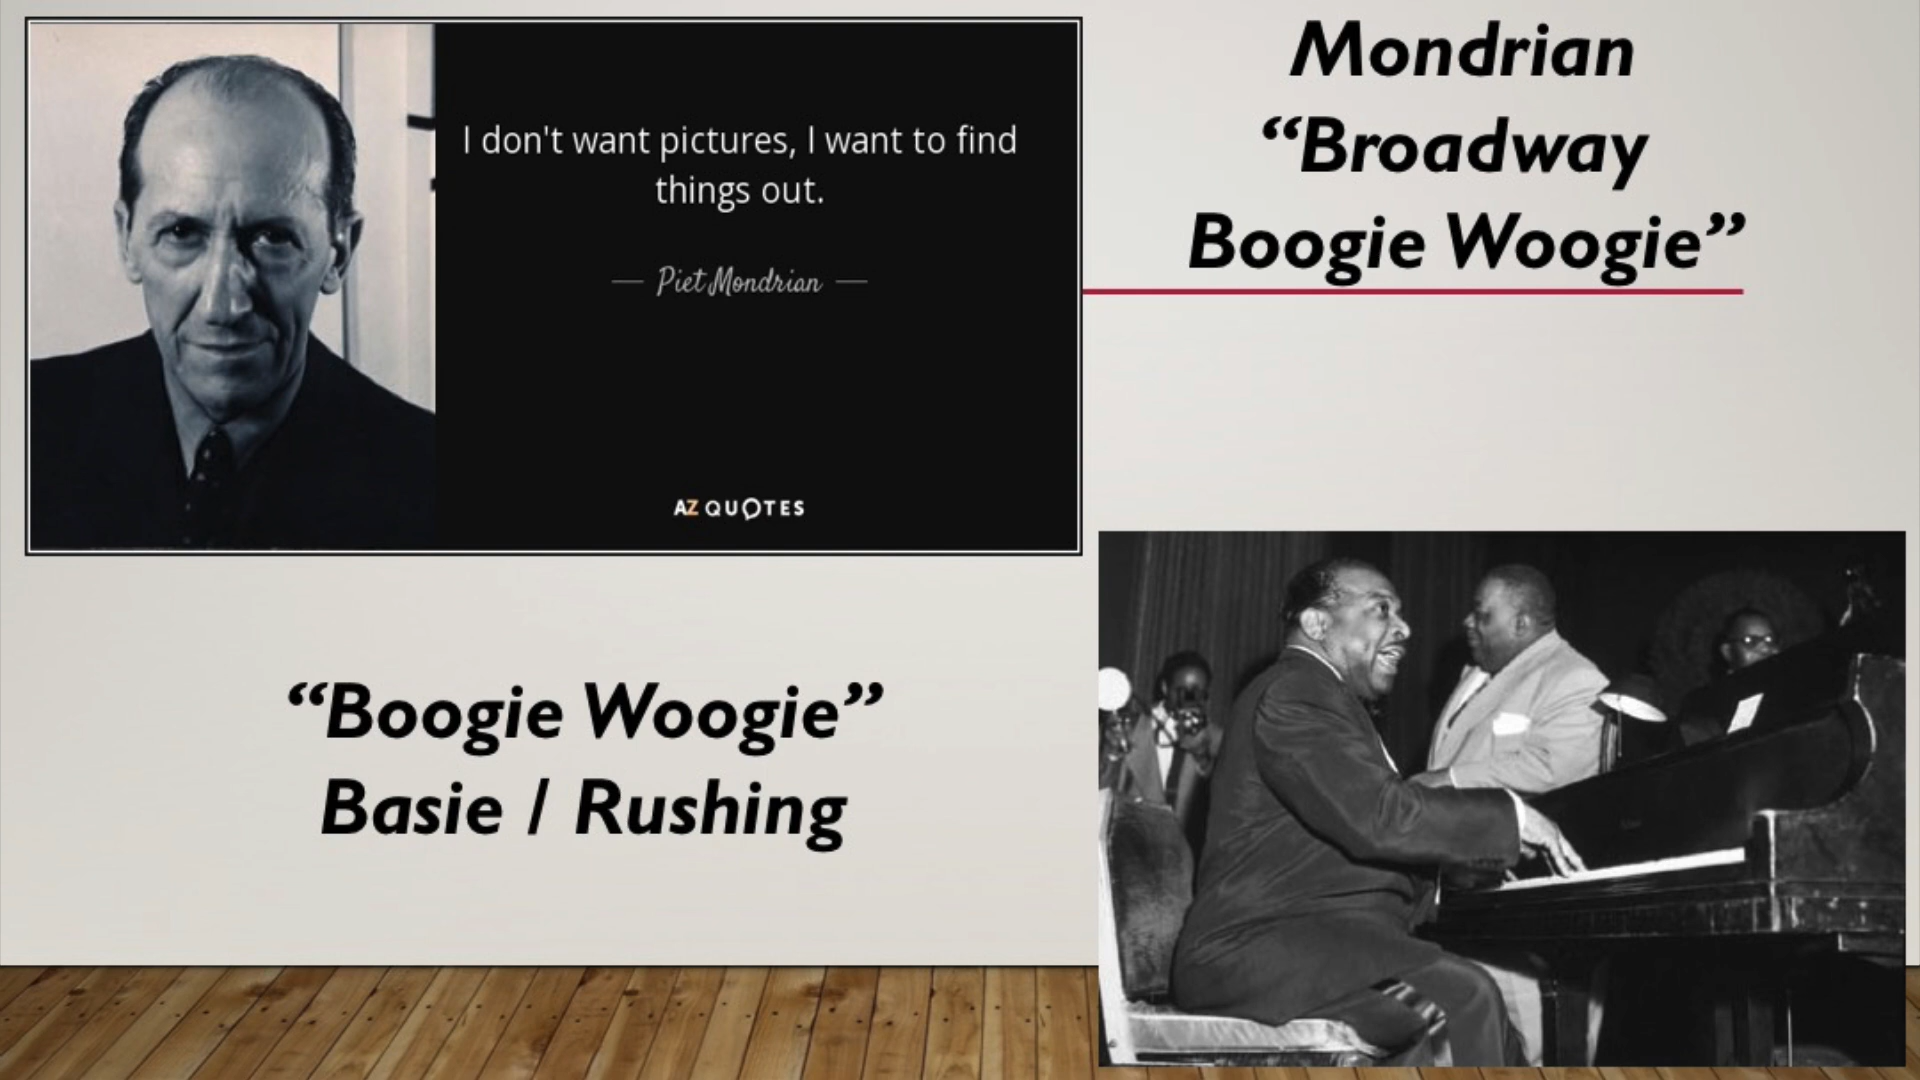 I don't want pictures, I want to find
things out.
— Piet Mondrian —
AZ QUOTES
Mondrian
“Broadway
Boogie Woogie”
“Boogie Woogie”
Basie / Rushing